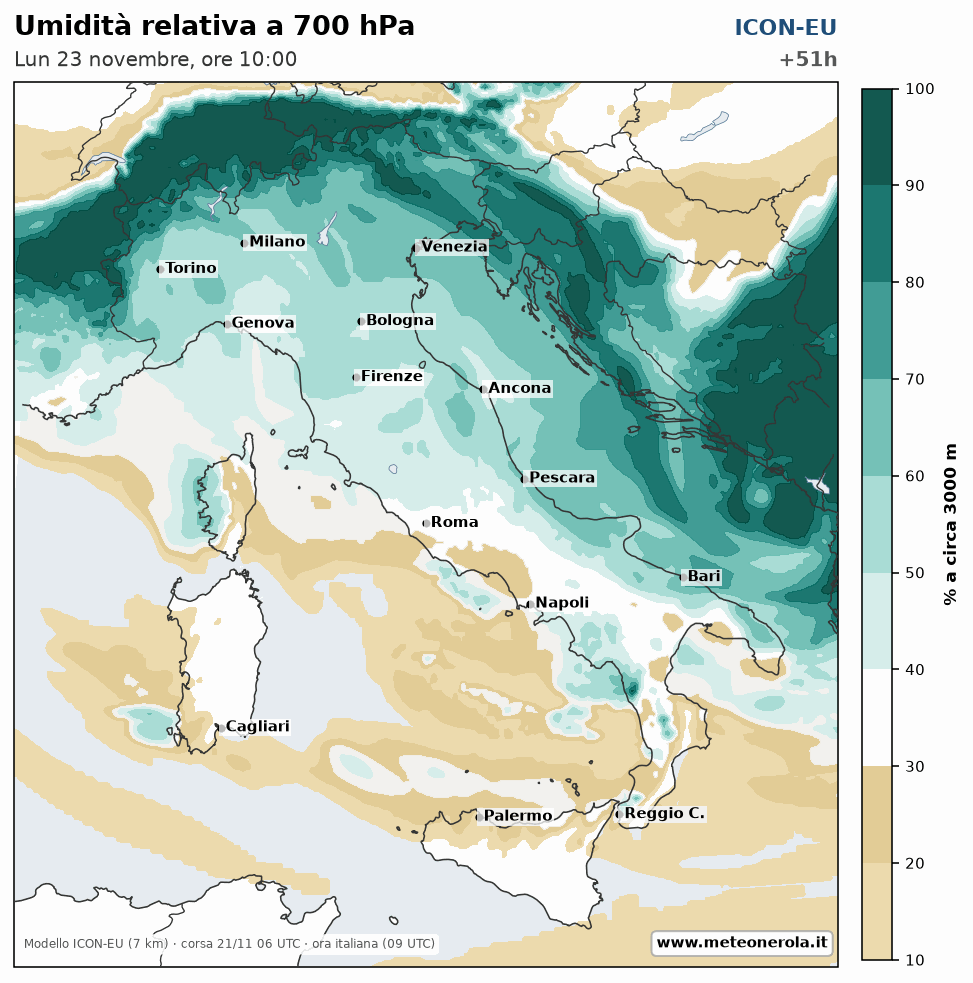 Umidità relativa a 700 hPa
ICON-EU
Lun 23 novembre, ore 10:00
+51h
100
90
80
70
60
50
40
30
20
10
% a circa 3000 m
Milano
Venezia
Torino
Genova
Bologna
Firenze
Ancona
Pescara
Roma
Bari
Napoli
Cagliari
Palermo
Reggio C.
Modello ICON-EU (7 km) · corsa 21/11 06 UTC · ora italiana (09 UTC)
www.meteonerola.it